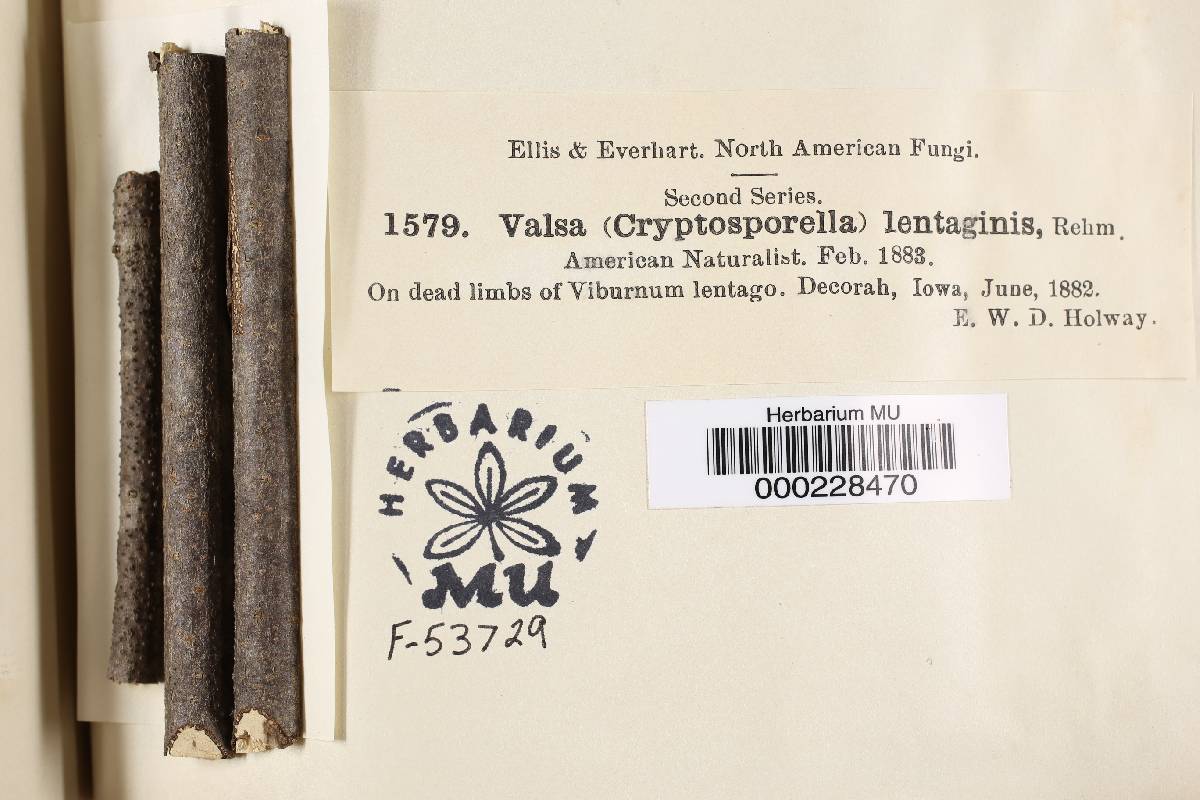 Ellis & Everhart. North American Fungi.
Second Series.
1579. Valsa (Cryptosporella) lentaginis, Rehm.
American Naturalist. Feb. 1883.
On dead limbs of Viburnum lentago. Decorah, Iowa, June, 1882.
E. W. D. Holway.
Herbarium MU
000228470
HERBARIUM
MU
F-53729